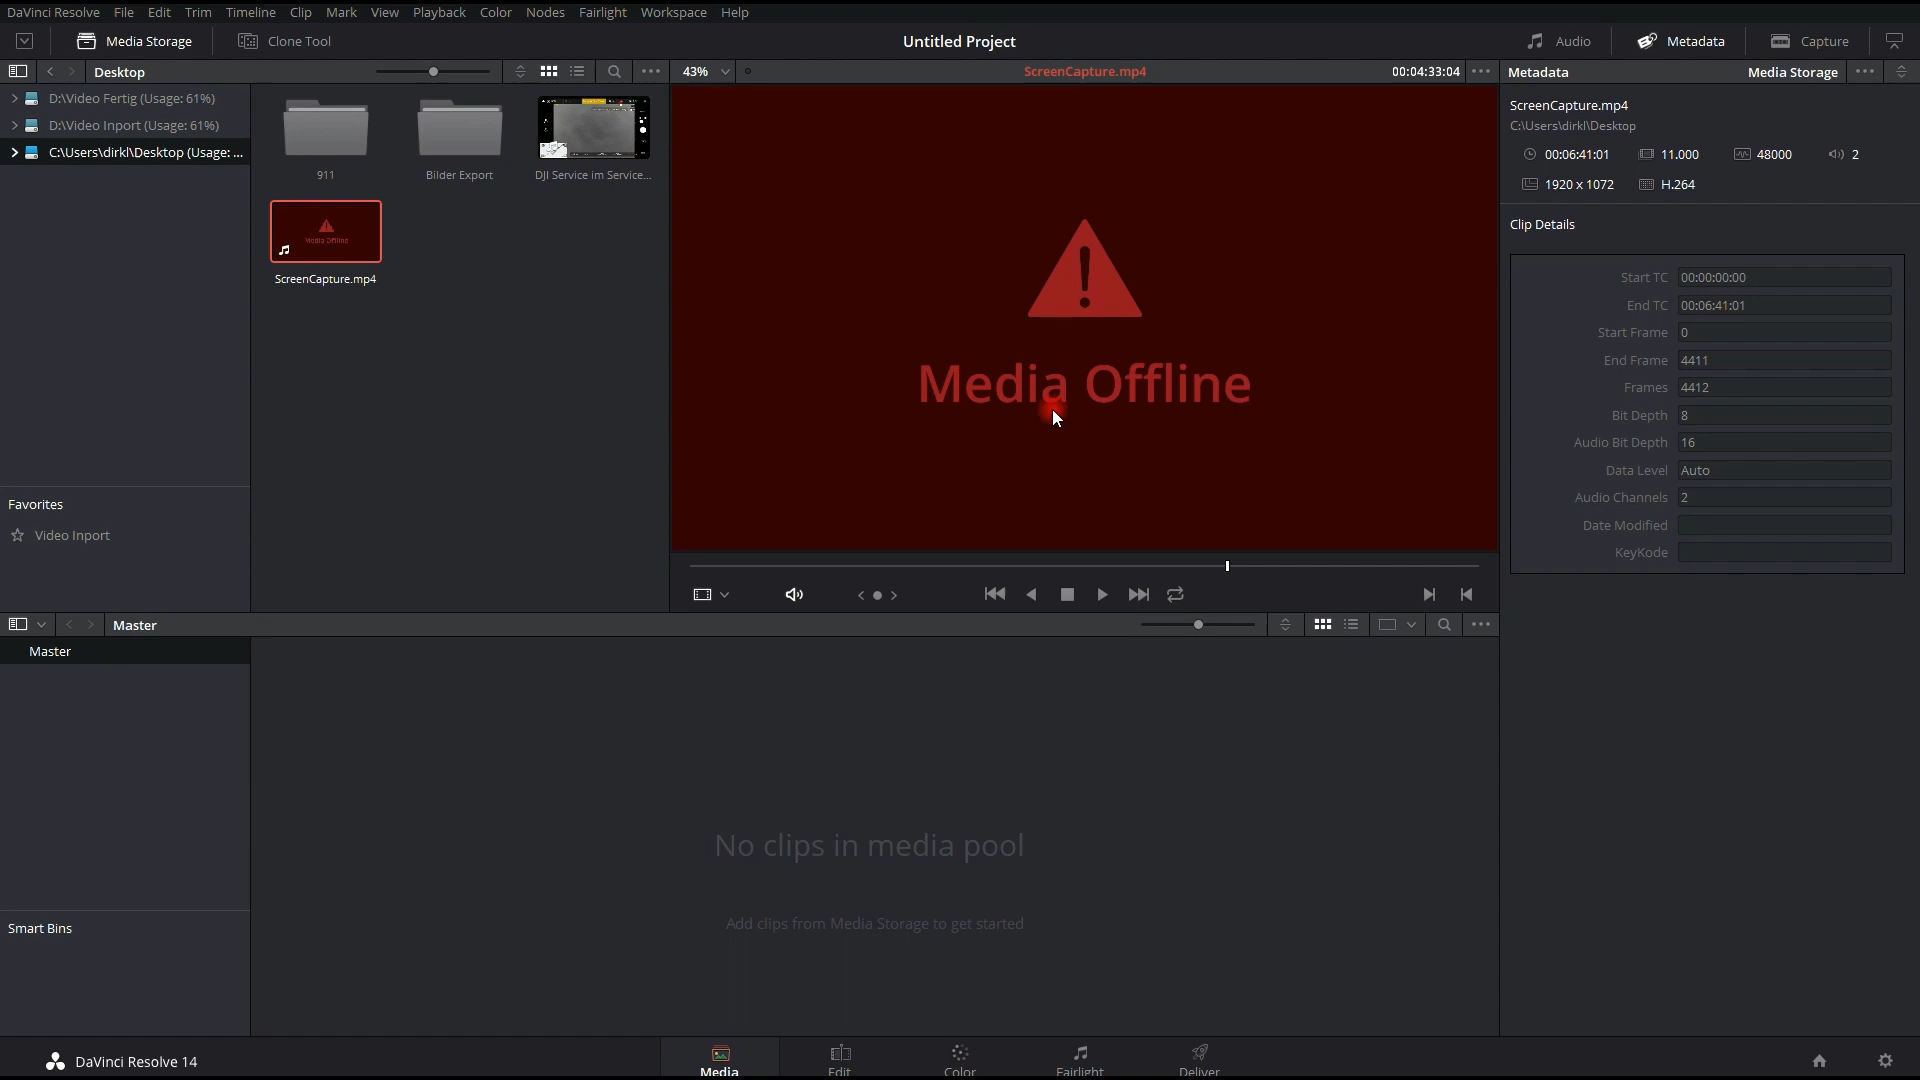 DaVinci Resolve File Edit Trim Timeline Clip Mark View Playback Color Nodes Fairlight Workspace Help
Media Storage Clone Tool Untitled Project Audio Metadata Capture
Desktop 43% ScreenCapture.mp4 00:04:33:04 Metadata Media Storage
D:\Video Fertig (Usage: 61%)
D:\Video Inport (Usage: 61%)
C:\Users\dirkl\Desktop (Usage: ...
911 Bilder Export DJI Service im Service...
Media Offline
ScreenCapture.mp4
Media Offline
ScreenCapture.mp4
C:\Users\dirkl\Desktop
00:06:41:01 11.000 48000 2
1920 x 1072 H.264
Clip Details
Start TC 00:00:00:00
End TC 00:06:41:01
Start Frame 0
End Frame 4411
Frames 4412
Bit Depth 8
Audio Bit Depth 16
Data Level Auto
Audio Channels 2
Date Modified
KeyKode
Favorites
Video Inport
Master
Master
No clips in media pool
Add clips from Media Storage to get started
Smart Bins
DaVinci Resolve 14 Media Edit Color Fairlight Deliver